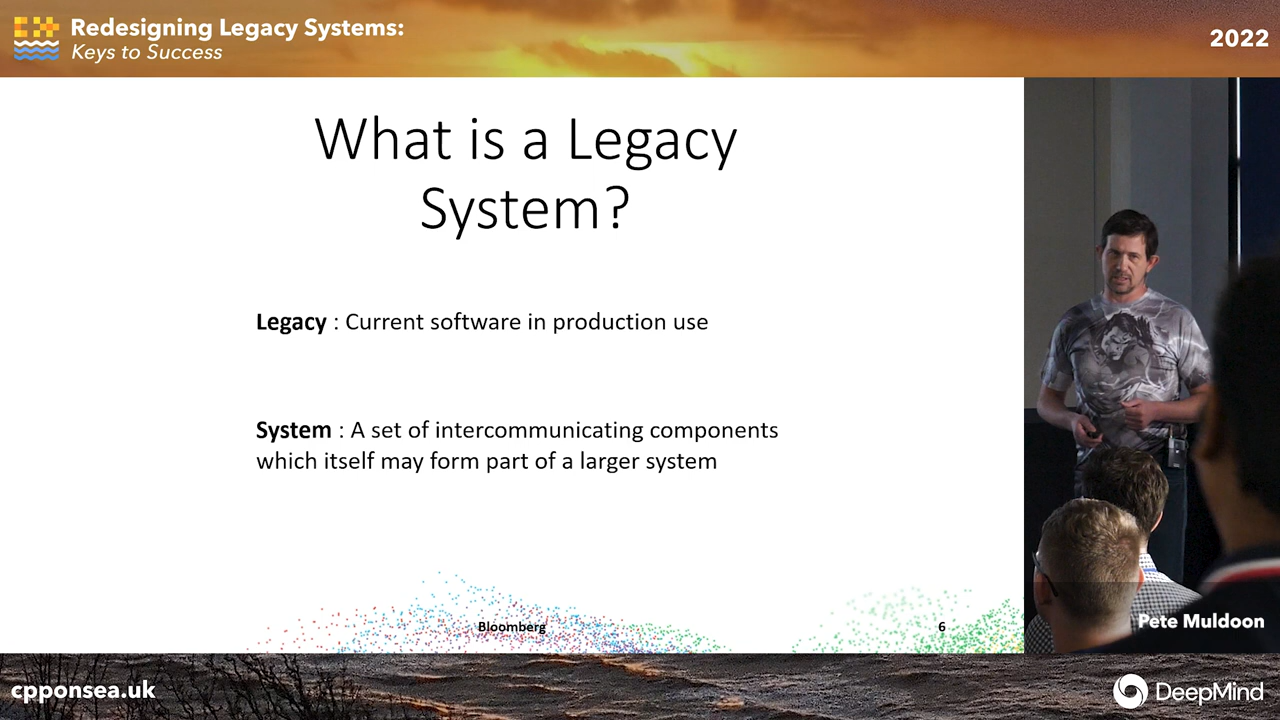 Redesigning Legacy Systems:
Keys to Success
2022
What is a Legacy
System?
Legacy : Current software in production use
System : A set of intercommunicating components
which itself may form part of a larger system
Bloomberg
6
Pete Muldoon
cpponsea.uk
DeepMind